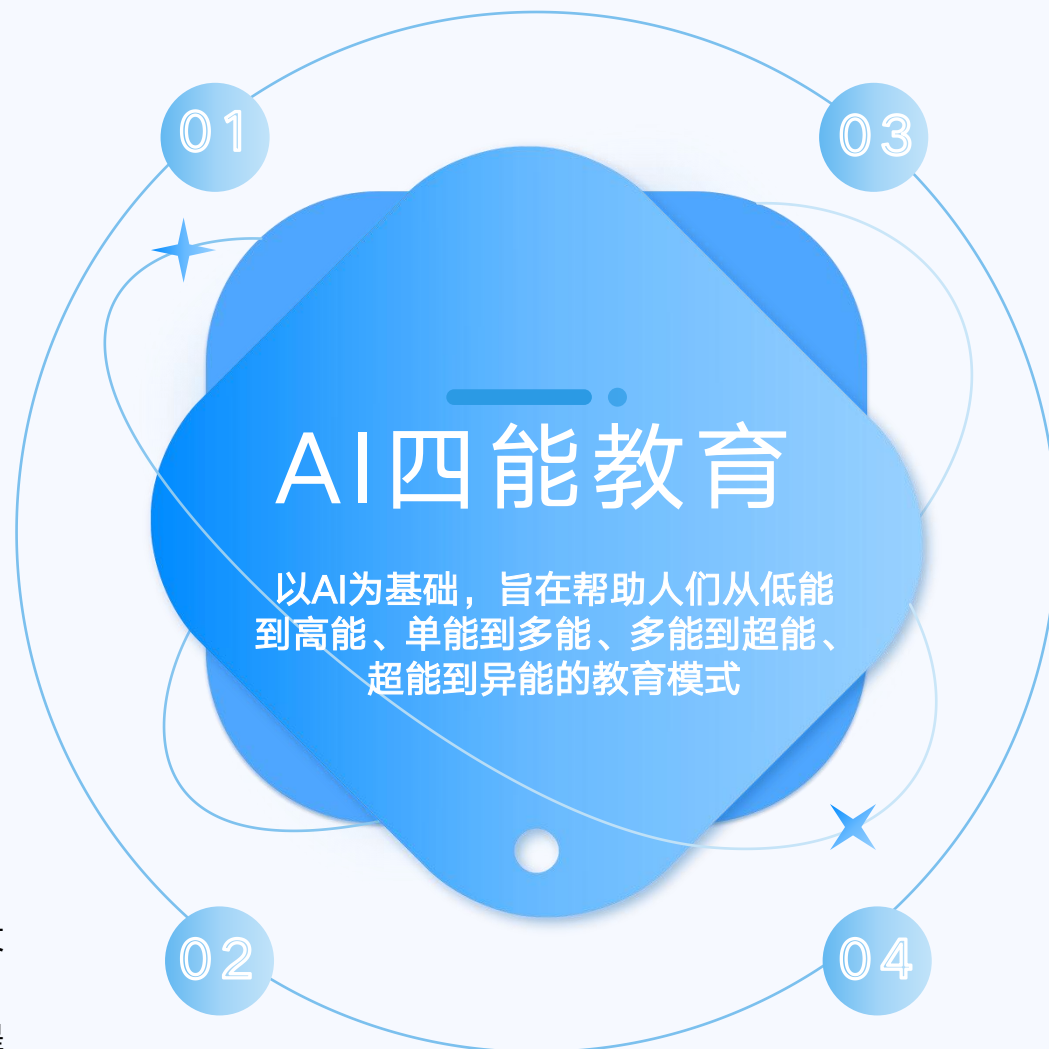 01
03
AI四能教育
以AI为基础，旨在帮助人们从低能
到高能、单能到多能、多能到超能、
超能到异能的教育模式
02
04